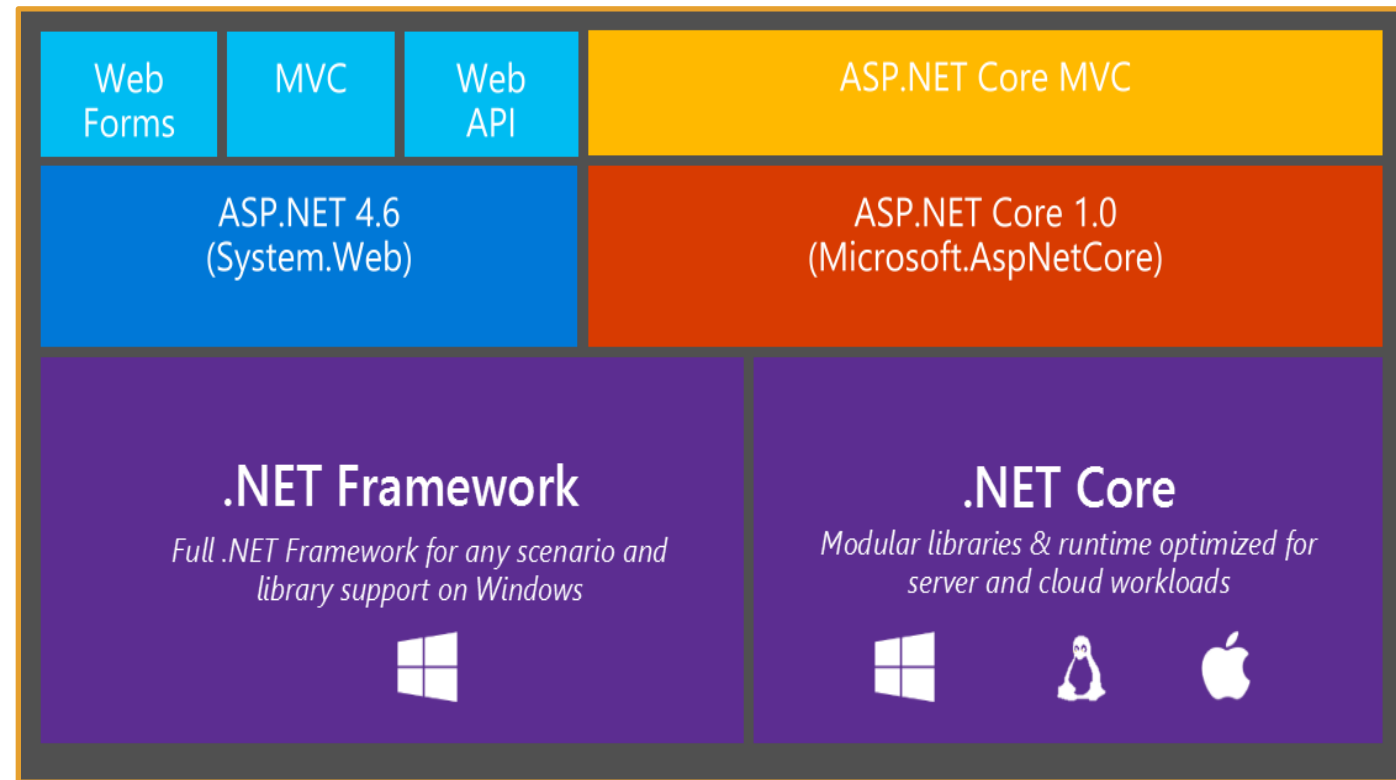 Web
Forms
MVC
Web
API
ASP.NET Core MVC
ASP.NET 4.6
(System.Web)
ASP.NET Core 1.0
(Microsoft.AspNetCore)
.NET Framework
Full .NET Framework for any scenario and
library support on Windows
.NET Core
Modular libraries & runtime optimized for
server and cloud workloads